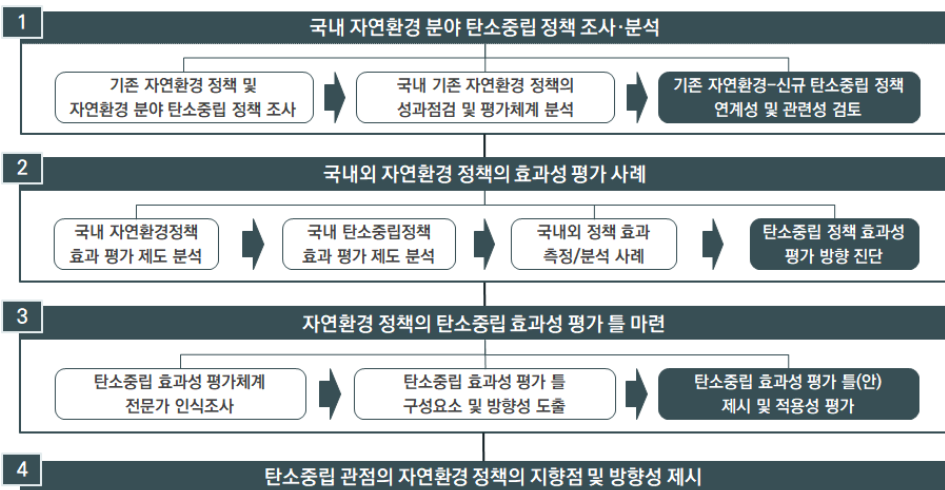 1
국내 자연환경 분야 탄소중립 정책 조사·분석
기존 자연환경 정책 및
자연환경 분야 탄소중립 정책 조사
국내 기존 자연환경 정책의
성과점검 및 평가체계 분석
기존 자연환경–신규 탄소중립 정책
연계성 및 관련성 검토
2
국내외 자연환경 정책의 효과성 평가 사례
국내 자연환경정책
효과 평가 제도 분석
국내 탄소중립정책
효과 평가 제도 분석
국내외 정책 효과
측정/분석 사례
탄소중립 정책 효과성
평가 방향 진단
3
자연환경 정책의 탄소중립 효과성 평가 틀 마련
탄소중립 효과성 평가체계
전문가 인식조사
탄소중립 효과성 평가 틀
구성요소 및 방향성 도출
탄소중립 효과성 평가 틀(안)
제시 및 적용성 평가
4
탄소중립 관점의 자연환경 정책의 지향점 및 방향성 제시